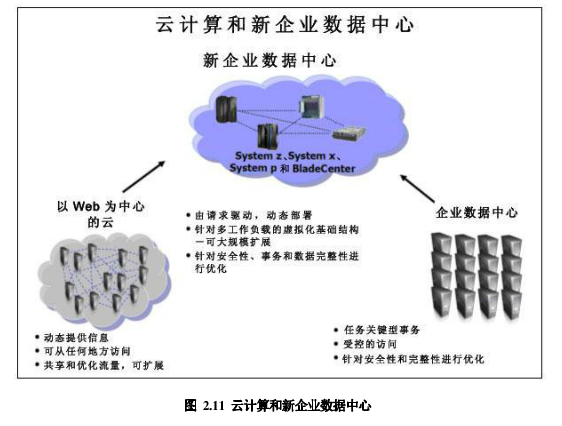 云计算和新企业数据中心
新企业数据中心
System z、System x、
System p 和 BladeCenter
以 Web 为中心
的云
• 由请求驱动，动态部署
• 针对多工作负载的虚拟化基础结构
－可大规模扩展
• 针对安全性、事务和数据完整性进
行优化
企业数据中心
• 动态提供信息
• 可从任何地方访问
• 共享和优化流量，可扩展
• 任务关键型事务
• 受控的访问
• 针对安全性和完整性进行优化
图 2.11 云计算和新企业数据中心